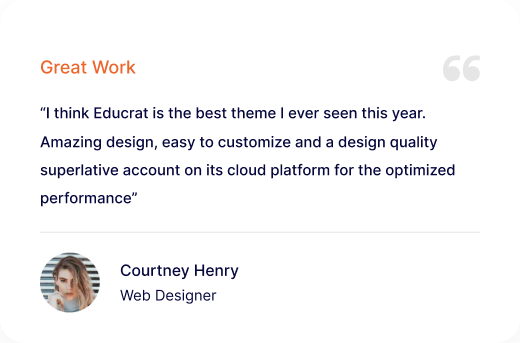 Great Work
“I think Educrat is the best theme I ever seen this year.
Amazing design, easy to customize and a design quality
superlative account on its cloud platform for the optimized
performance”
Courtney Henry
Web Designer